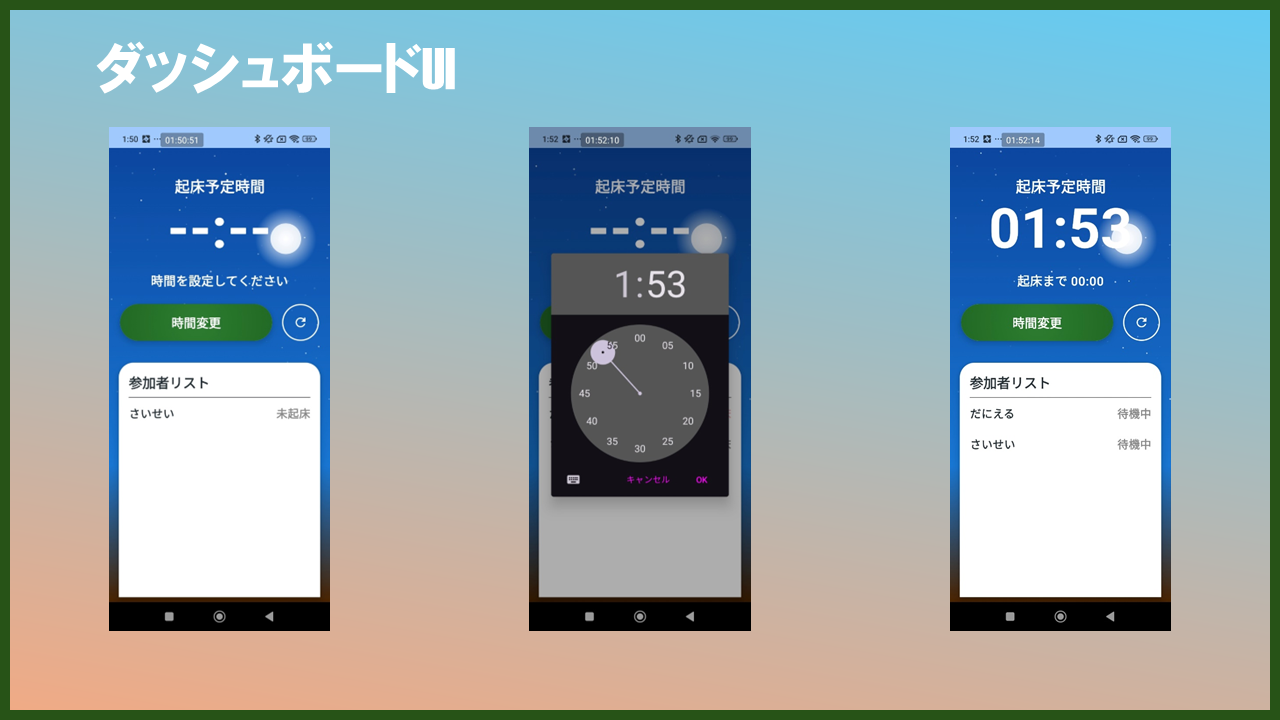 ダッシュボードUI
1:50 ··· 01:50:51
起床予定時間
--:--
時間を設定してください
時間変更
参加者リスト
さいせい 未起床
1:52 ··· 01:52:10
起床予定時間
--:--
1:53
00
05
10
15
20
25
30
35
40
45
50
55
キャンセル OK
1:52 ··· 01:52:14
起床予定時間
01:53
起床まで 00:00
時間変更
参加者リスト
だにえる 待機中
さいせい 待機中